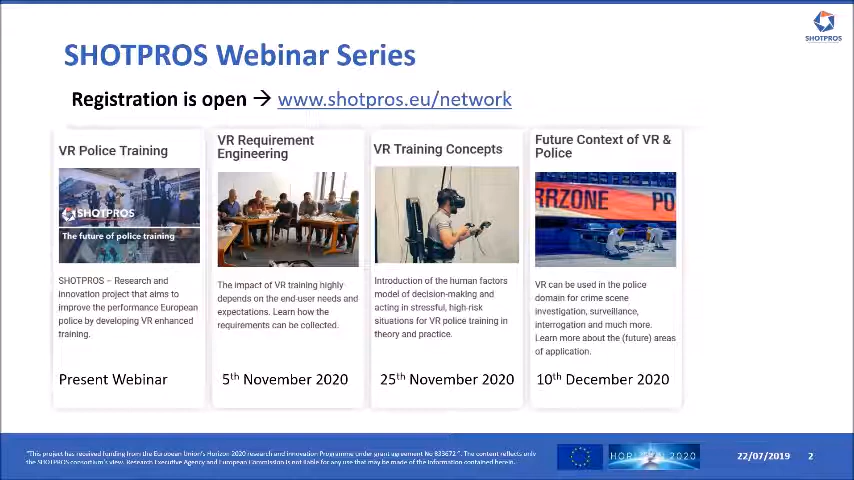 SHOTPROS
SHOTPROS Webinar Series
Registration is open → www.shotpros.eu/network
VR Police Training
SHOTPROS
The future of police training
SHOTPROS – Research and
innovation project that aims to
improve the performance European
police by developing VR enhanced
training.
Present Webinar
VR Requirement
Engineering
The impact of VR training highly
depends on the end-user needs and
expectations. Learn how the
requirements can be collected.
5th November 2020
VR Training Concepts
Introduction of the human factors
model of decision-making and
acting in stressful, high-risk
situations for VR police training in
theory and practice.
25th November 2020
Future Context of VR &
Police
RRZONE PO
VR can be used in the police
domain for crime scene
investigation, surveillance,
interrogation and much more.
Learn more about the (future) areas
of application.
10th December 2020
"This project has received funding from the European Union's Horizon 2020 research and innovation Programme under grant agreement No 833672". The content reflects only
the SHOTPROS consortium's view. Research Executive Agency and European Commission is not liable for any use that may be made of the information contained herein.
HORIZON 2020
22/07/2019 2